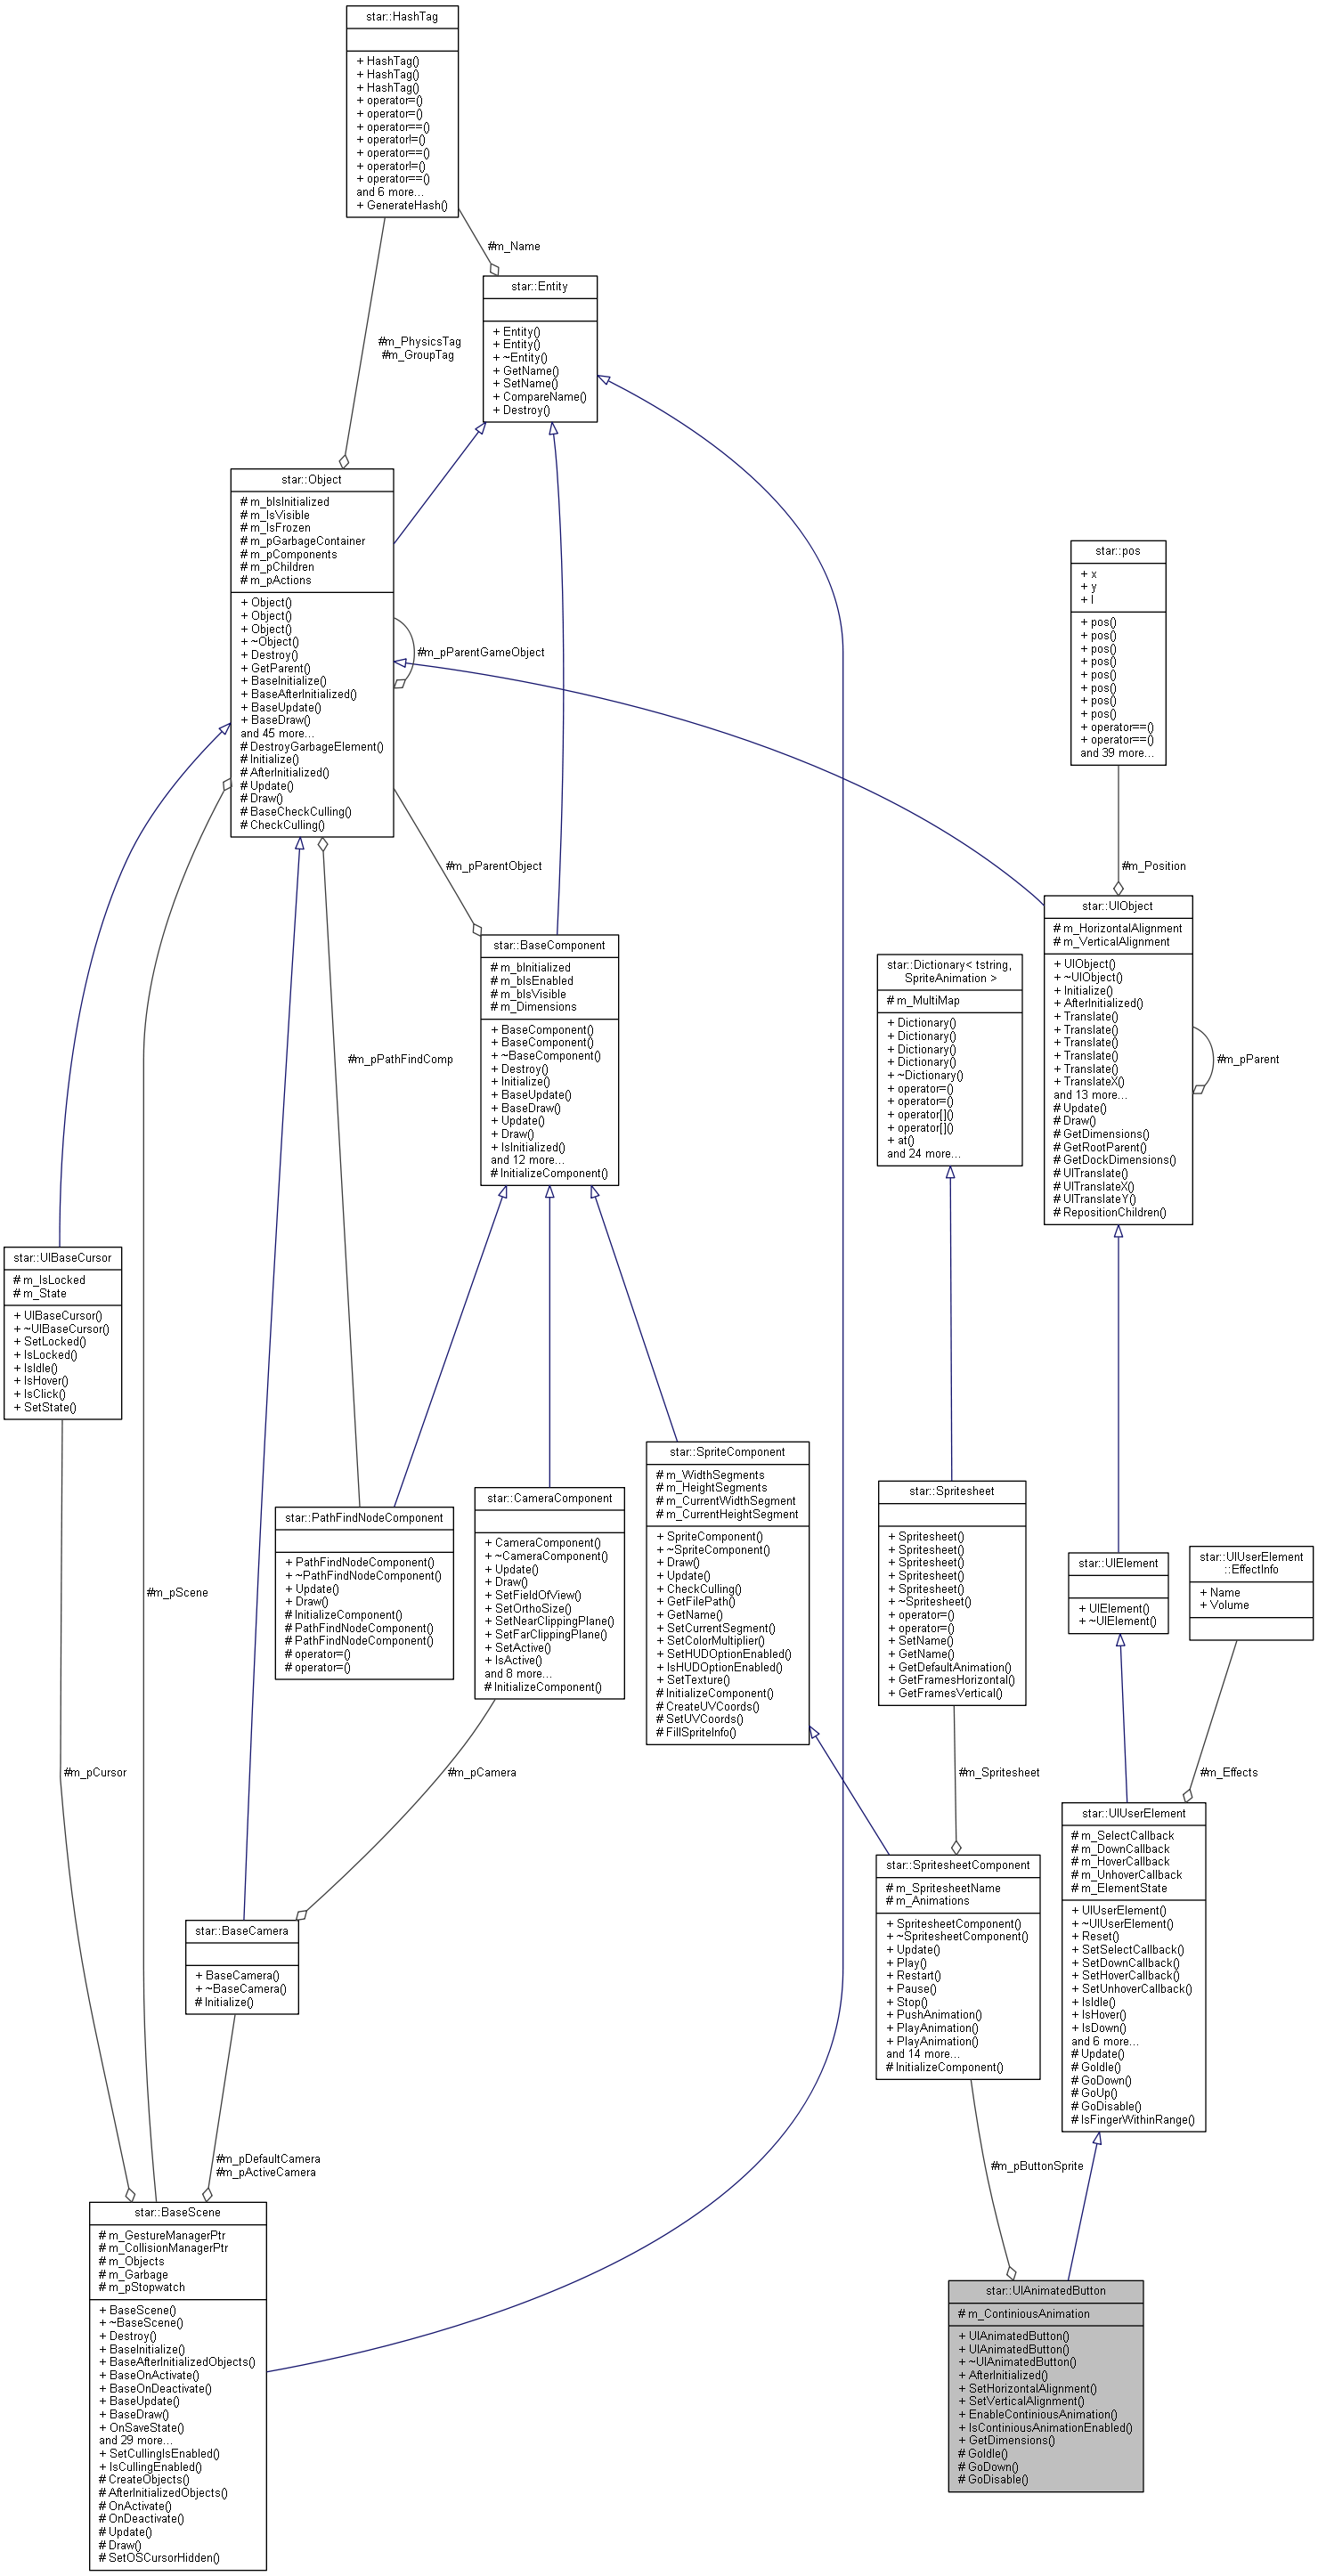 star::HashTag
+ HashTag()
+ HashTag()
+ HashTag()
+ operator=()
+ operator=()
+ operator==()
+ operator!=()
+ operator==()
+ operator!=()
+ operator==()
and 6 more...
+ GenerateHash()
#m_Name
star::Entity
+ Entity()
+ Entity()
+ ~Entity()
+ GetName()
+ SetName()
+ CompareName()
+ Destroy()
#m_PhysicsTag
#m_GroupTag
star::Object
# m_bIsInitialized
# m_IsVisible
# m_IsFrozen
# m_pGarbageContainer
# m_pComponents
# m_pChildren
# m_pActions
+ Object()
+ Object()
+ Object()
+ ~Object()
+ Destroy()
+ GetParent()
+ BaseInitialize()
+ BaseAfterInitialized()
+ BaseUpdate()
+ BaseDraw()
and 45 more...
# DestroyGarbageElement()
# Initialize()
# AfterInitialized()
# Update()
# Draw()
# BaseCheckCulling()
# CheckCulling()
#m_pParentGameObject
star::pos
+ x
+ y
+ l
+ pos()
+ pos()
+ pos()
+ pos()
+ pos()
+ pos()
+ pos()
+ pos()
+ operator==()
+ operator==()
and 39 more...
#m_pParentObject
#m_Position
star::UIObject
# m_HorizontalAlignment
# m_VerticalAlignment
+ UIObject()
+ ~UIObject()
+ Initialize()
+ AfterInitialized()
+ Translate()
+ Translate()
+ Translate()
+ Translate()
+ Translate()
+ TranslateX()
and 13 more...
# Update()
# Draw()
# GetDimensions()
# GetRootParent()
# GetDockDimensions()
# UITranslate()
# UITranslateX()
# UITranslateY()
# RepositionChildren()
#m_pParent
star::BaseComponent
# m_bInitialized
# m_bIsEnabled
# m_bIsVisible
# m_Dimensions
+ BaseComponent()
+ BaseComponent()
+ ~BaseComponent()
+ Destroy()
+ Initialize()
+ BaseUpdate()
+ BaseDraw()
+ Update()
+ Draw()
+ IsInitialized()
and 12 more...
# InitializeComponent()
star::Dictionary< tstring,
SpriteAnimation >
# m_MultiMap
+ Dictionary()
+ Dictionary()
+ Dictionary()
+ Dictionary()
+ ~Dictionary()
+ operator=()
+ operator=()
+ operator[]()
+ operator[]()
+ at()
and 24 more...
#m_pPathFindComp
star::UIBaseCursor
# m_IsLocked
# m_State
+ UIBaseCursor()
+ ~UIBaseCursor()
+ SetLocked()
+ IsLocked()
+ IsIdle()
+ IsHover()
+ IsClick()
+ SetState()
star::PathFindNodeComponent
+ PathFindNodeComponent()
+ ~PathFindNodeComponent()
+ Update()
+ Draw()
# InitializeComponent()
# PathFindNodeComponent()
# PathFindNodeComponent()
# operator=()
# operator=()
star::CameraComponent
+ CameraComponent()
+ ~CameraComponent()
+ Update()
+ Draw()
+ SetFieldOfView()
+ SetOrthoSize()
+ SetNearClippingPlane()
+ SetFarClippingPlane()
+ SetActive()
+ IsActive()
and 8 more...
# InitializeComponent()
star::SpriteComponent
# m_WidthSegments
# m_HeightSegments
# m_CurrentWidthSegment
# m_CurrentHeightSegment
+ SpriteComponent()
+ ~SpriteComponent()
+ Draw()
+ Update()
+ CheckCulling()
+ GetFilePath()
+ GetName()
+ SetCurrentSegment()
+ SetColorMultiplier()
+ SetHUDOptionEnabled()
+ IsHUDOptionEnabled()
+ SetTexture()
# InitializeComponent()
# CreateUVCoords()
# SetUVCoords()
# FillSpriteInfo()
star::Spritesheet
+ Spritesheet()
+ Spritesheet()
+ Spritesheet()
+ Spritesheet()
+ Spritesheet()
+ ~Spritesheet()
+ operator=()
+ operator=()
+ SetName()
+ GetName()
+ GetDefaultAnimation()
+ GetFramesHorizontal()
+ GetFramesVertical()
star::UIElement
+ UIElement()
+ ~UIElement()
star::UIUserElement
::EffectInfo
+ Name
+ Volume
#m_pScene
#m_pCursor
#m_pCamera
#m_Spritesheet
#m_Effects
star::UIUserElement
# m_SelectCallback
# m_DownCallback
# m_HoverCallback
# m_UnhoverCallback
# m_ElementState
+ UIUserElement()
+ ~UIUserElement()
+ Reset()
+ SetSelectCallback()
+ SetDownCallback()
+ SetHoverCallback()
+ SetUnhoverCallback()
+ IsIdle()
+ IsHover()
+ IsDown()
and 6 more...
# Update()
# GoIdle()
# GoDown()
# GoUp()
# GoDisable()
# IsFingerWithinRange()
star::SpritesheetComponent
# m_SpritesheetName
# m_Animations
+ SpritesheetComponent()
+ ~SpritesheetComponent()
+ Update()
+ Play()
+ Restart()
+ Pause()
+ Stop()
+ PushAnimation()
+ PlayAnimation()
+ PlayAnimation()
and 14 more...
# InitializeComponent()
star::BaseCamera
+ BaseCamera()
+ ~BaseCamera()
# Initialize()
#m_pDefaultCamera
#m_pActiveCamera
#m_pButtonSprite
star::BaseScene
# m_GestureManagerPtr
# m_CollisionManagerPtr
# m_Objects
# m_Garbage
# m_pStopwatch
+ BaseScene()
+ ~BaseScene()
+ Destroy()
+ BaseInitialize()
+ BaseAfterInitializedObjects()
+ BaseOnActivate()
+ BaseOnDeactivate()
+ BaseUpdate()
+ BaseDraw()
+ OnSaveState()
and 29 more...
+ SetCullingIsEnabled()
+ IsCullingEnabled()
# CreateObjects()
# AfterInitializedObjects()
# OnActivate()
# OnDeactivate()
# Update()
# Draw()
# SetOSCursorHidden()
star::UIAnimatedButton
# m_ContiniousAnimation
+ UIAnimatedButton()
+ UIAnimatedButton()
+ ~UIAnimatedButton()
+ AfterInitialized()
+ SetHorizontalAlignment()
+ SetVerticalAlignment()
+ EnableContiniousAnimation()
+ IsContiniousAnimationEnabled()
+ GetDimensions()
# GoIdle()
# GoDown()
# GoDisable()